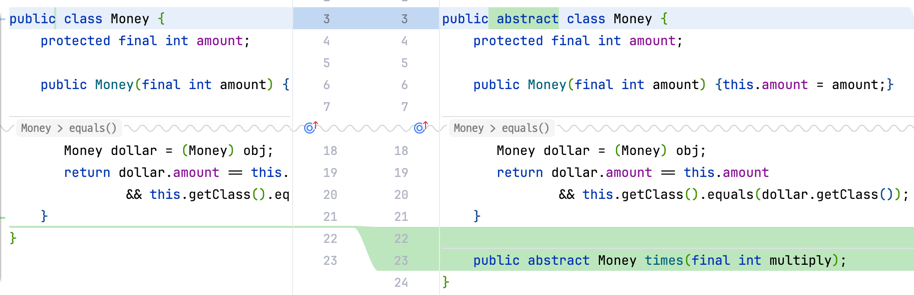 public class Money {
3 3
public abstract class Money {
protected final int amount;
4 4
protected final int amount;
5 5
public Money(final int amount) {
6 6
public Money(final int amount) {this.amount = amount;}
7 7
Money > equals()
Money > equals()
Money dollar = (Money) obj;
18 18
Money dollar = (Money) obj;
return dollar.amount == this.
19 19
return dollar.amount == this.amount
&& this.getClass().eq
20 20
&& this.getClass().equals(dollar.getClass());
}
21 21
}
}
22 22
23 23
public abstract Money times(final int multiply);
24
}